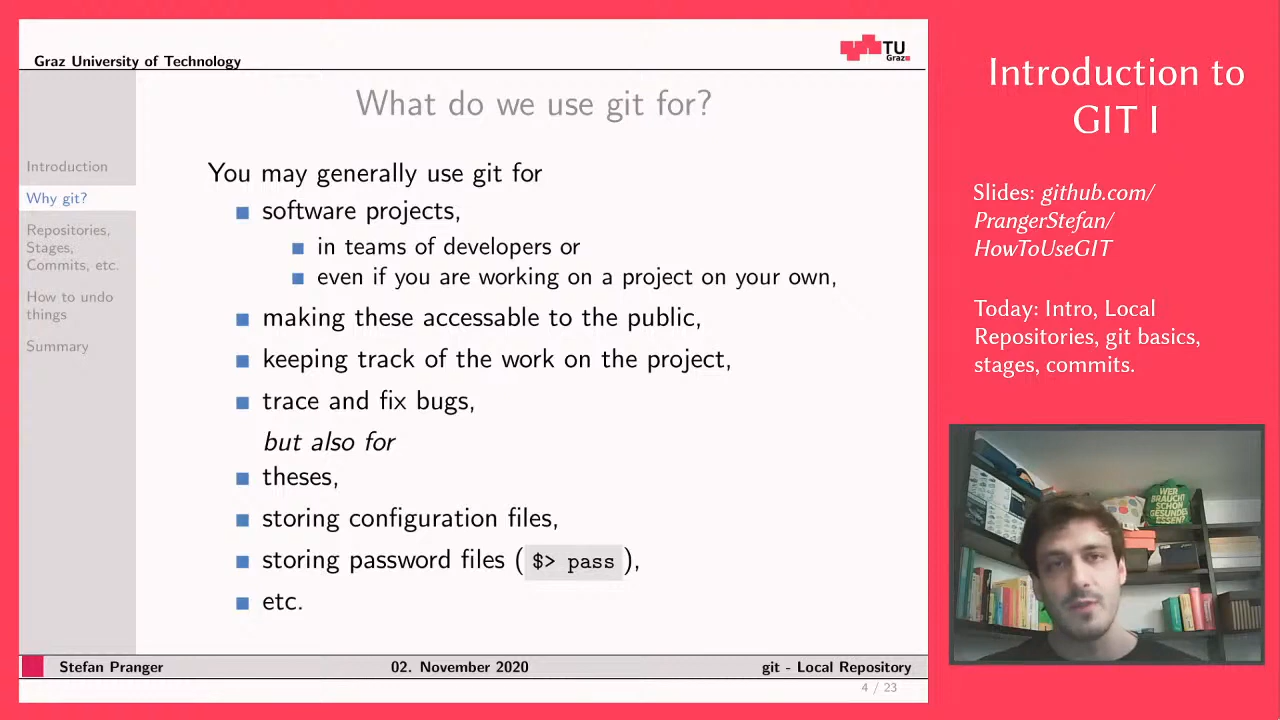 Graz University of Technology
TU
Graz
What do we use git for?
Introduction
Why git?
Repositories,
Stages,
Commits, etc.
How to undo
things
Summary
You may generally use git for
software projects,
in teams of developers or
even if you are working on a project on your own,
making these accessable to the public,
keeping track of the work on the project,
trace and fix bugs,
but also for
theses,
storing configuration files,
storing password files ( $> pass ),
etc.
Stefan Pranger
02. November 2020
git - Local Repository
4 / 23
Introduction to
GIT I
Slides: github.com/
PrangerStefan/
HowToUseGIT
Today: Intro, Local
Repositories, git basics,
stages, commits.
WER
BRAUCHT
SCHON
GESUNDES
ESSEN?